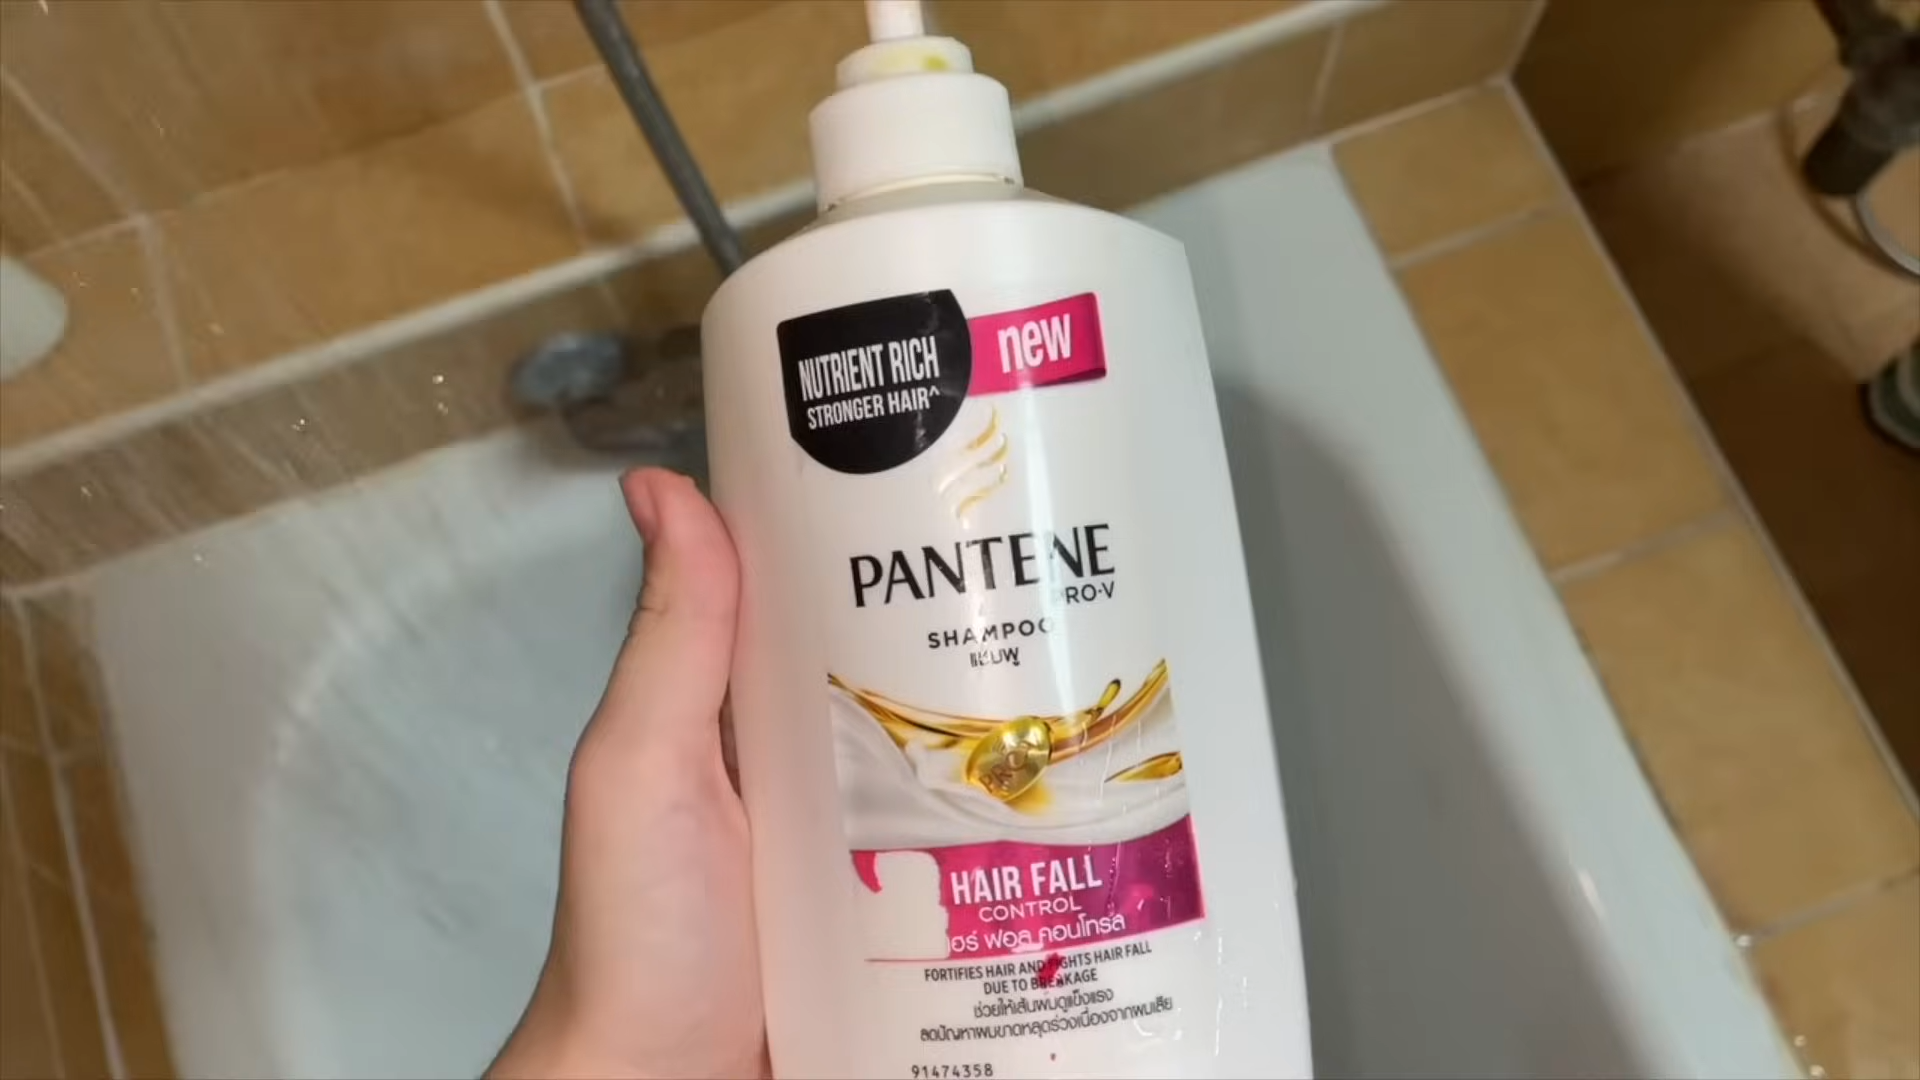 NUTRIENT RICH
STRONGER HAIR^
new
PANTENE
PRO-V
SHAMPOO
แชมพู
HAIR FALL
CONTROL
แฮร์ ฟอล คอนโทรล
FORTIFIES HAIR AND FIGHTS HAIR FALL
DUE TO BREAKAGE
ช่วยให้เส้นผมดูแข็งแรง
ลดปัญหาผมขาดหลุดร่วงเนื่องจากผมเสีย
91474358